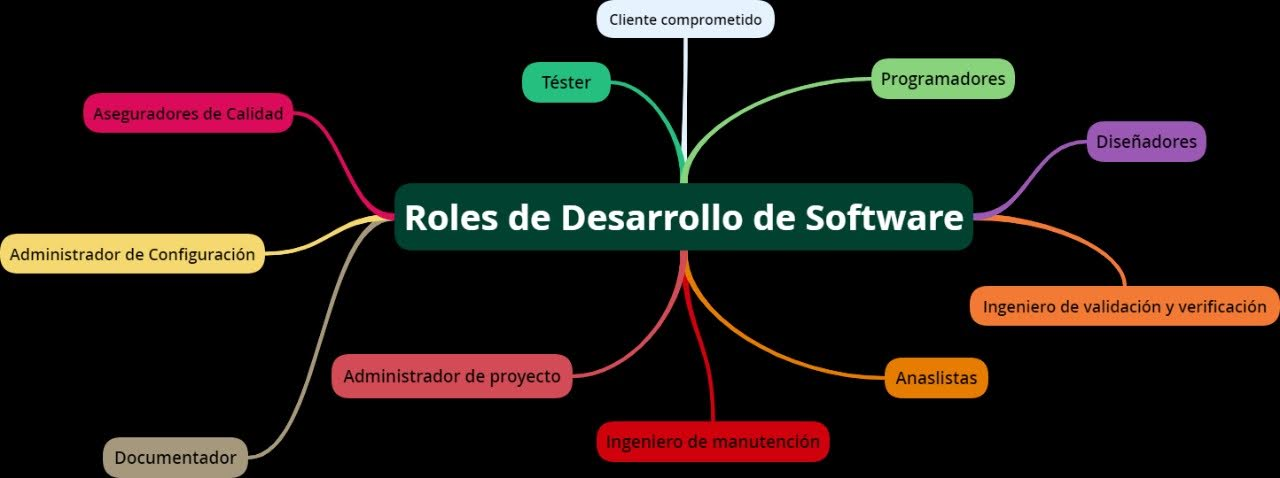 Cliente comprometido
Téster
Programadores
Aseguradores de Calidad
Diseñadores
Roles de Desarrollo de Software
Administrador de Configuración
Ingeniero de validación y verificación
Administrador de proyecto
Anaslistas
Ingeniero de manutención
Documentador